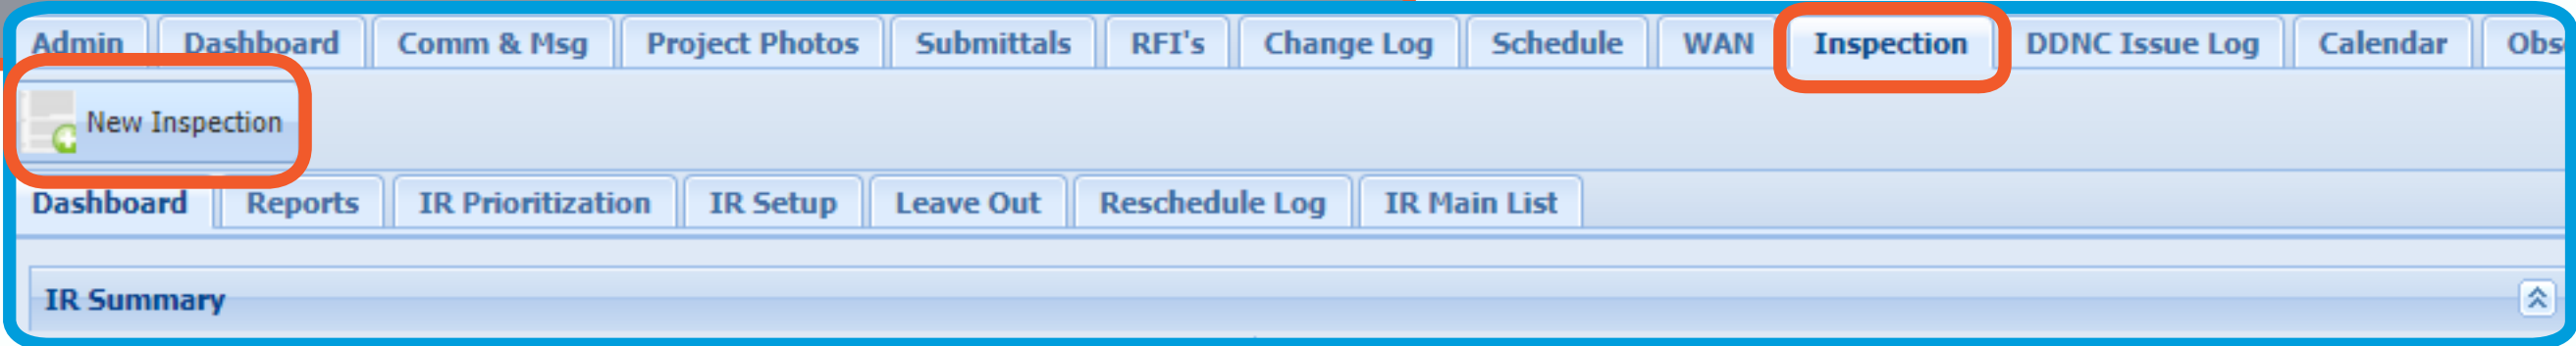 Admin Dashboard Comm & Msg Project Photos Submittals RFI's Change Log Schedule WAN Inspection DDNC Issue Log Calendar
New Inspection
Dashboard Reports IR Prioritization IR Setup Leave Out Reschedule Log IR Main List
IR Summary